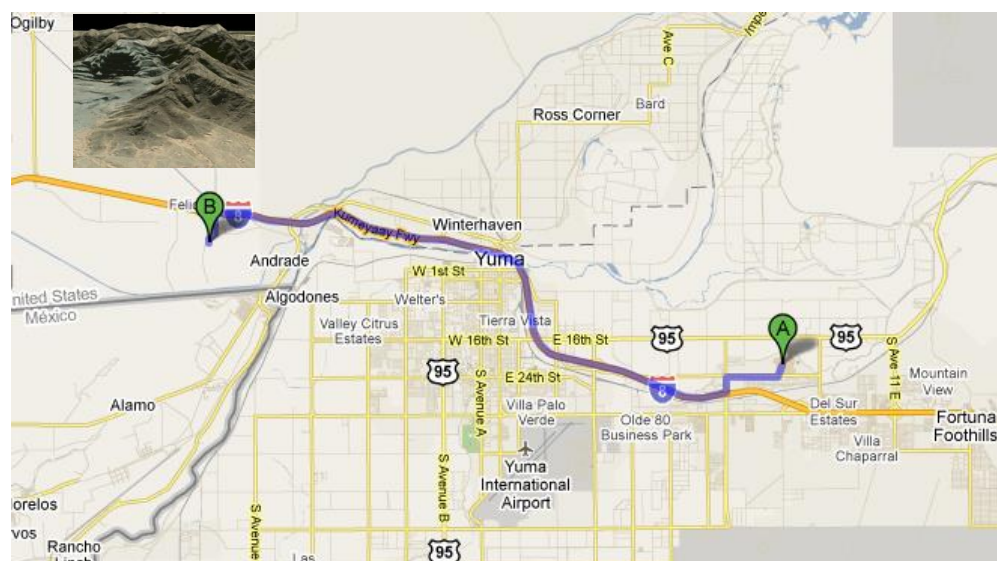 Ogilby
Impe
Ave C
Bard
Ross Corner
Felic
B
8
Kumeyaay Fwy
Winterhaven
Yuma
Andrade
W 1st St
United States
México
Algodones
Welter's
Valley Citrus
Estates
Tierra Vista
W 16th St
E 16th St
95
A
95
S Ave 11 E
Mountain
View
95
E 24th St
8
S Avenue A
Villa Palo
Verde
Olde 80
Business Park
Del Sur
Estates
Fortuna
Foothills
Alamo
Villa
Chaparral
Yuma
International
Airport
S Avenue B
S Avenue
orelos
vos
Rancho
95
Las